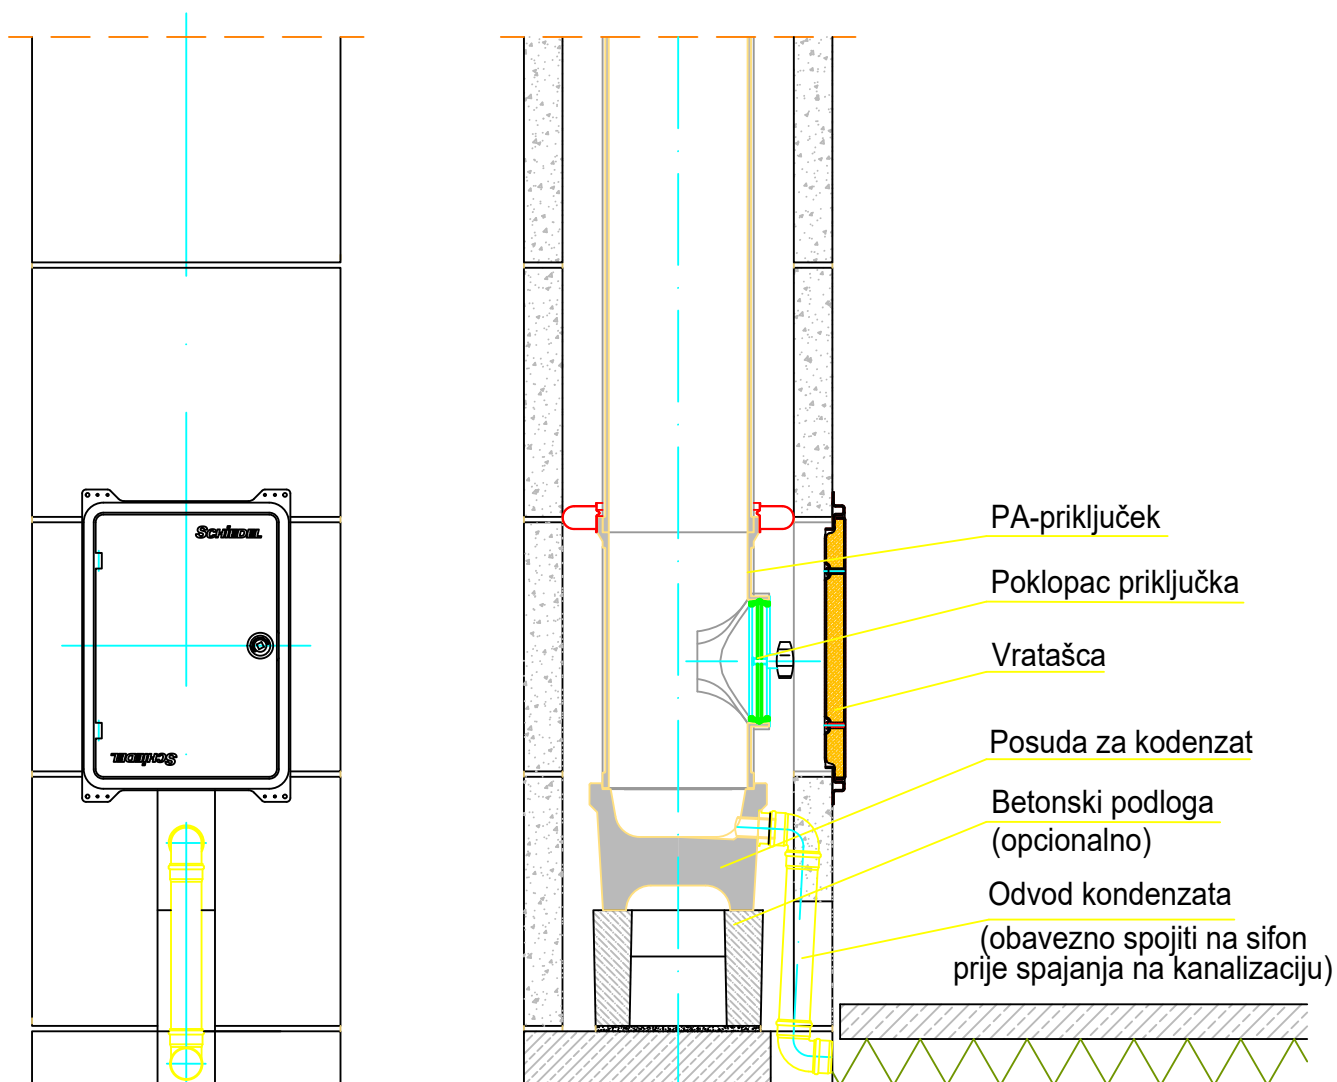 SCHIEDEL
SCHIEDEL
PA-priključek
Poklopac priključka
Vratašca
Posuda za kodenzat
Betonski podloga
(opcionalno)
Odvod kondenzata
(obavezno spojiti na sifon
prije spajanja na kanalizaciju)